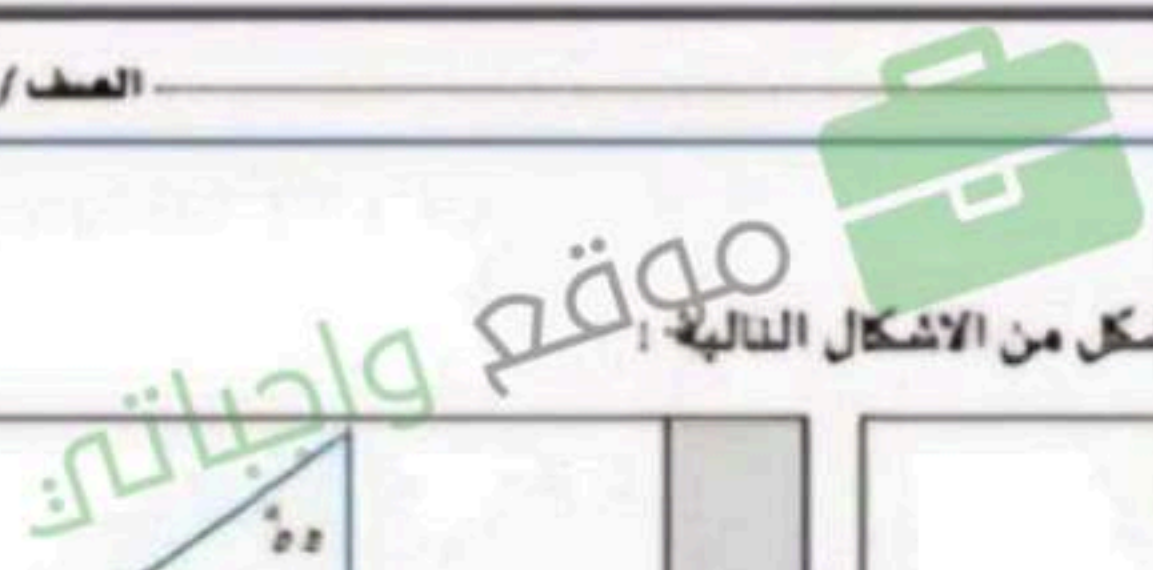 الصف /
موقع واجباتي
شكل من الاشكال التالية :